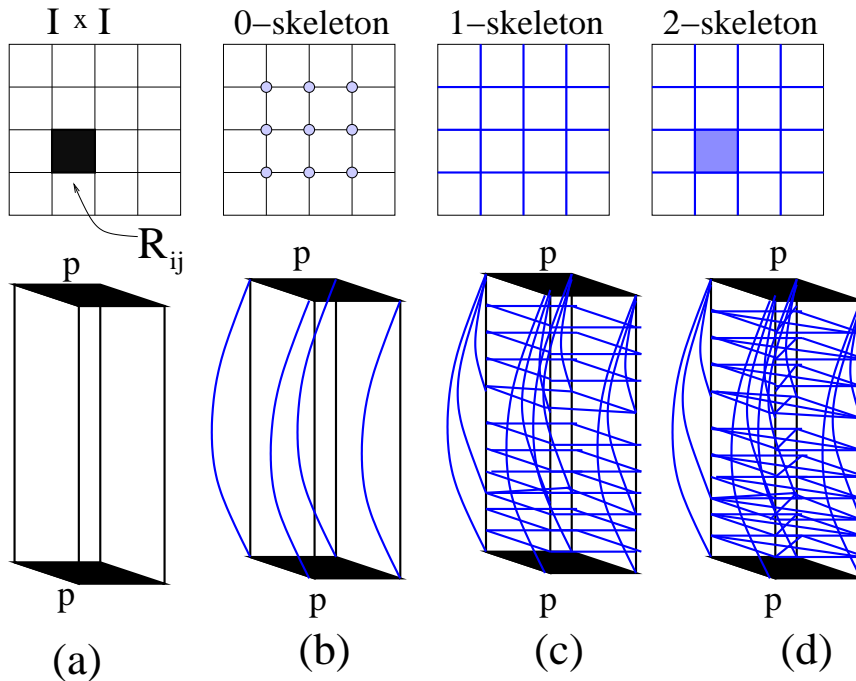 I x I
0-skeleton
1-skeleton
2-skeleton
R_ij
p
p
p
p
p
p
p
p
(a)
(b)
(c)
(d)